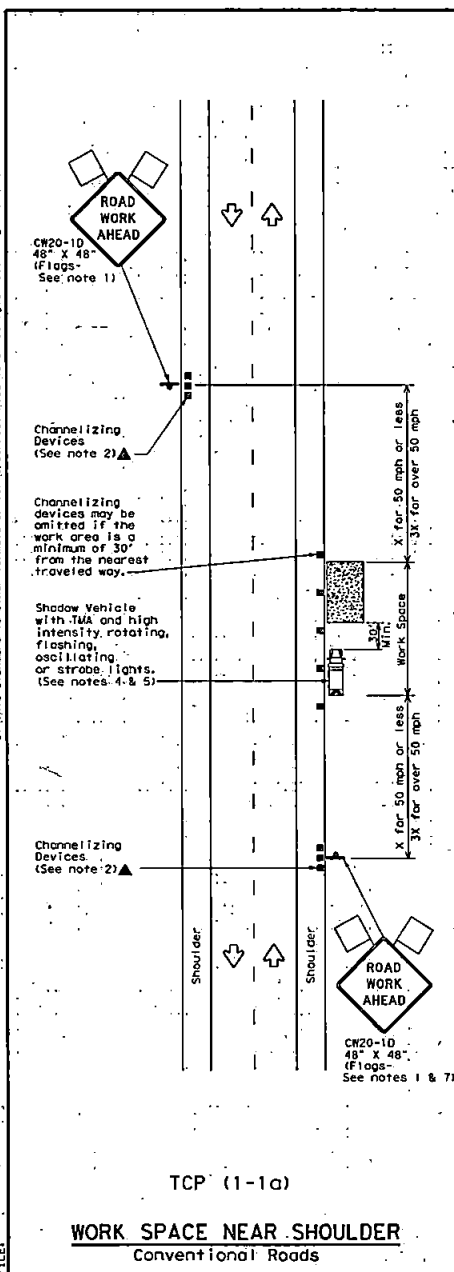 ROAD
WORK
AHEAD
CW20-1D
48" X 48"
(Flags-
See note 1)
Channelizing
Devices
(See note 2)
Channelizing
devices may be
omitted if the
work area is a
minimum of 30'
from the nearest
traveled way.
X for 50 mph or less
3X for over 50 mph
Shadow Vehicle
with TMA and high
intensity rotating,
flashing,
oscillating
or strobe lights.
(See notes 4 & 5)
30'
Min.
Work Space
X for 50 mph or less
3X for over 50 mph
Channelizing
Devices
(See note 2)
Shoulder
Shoulder
ROAD
WORK
AHEAD
CW20-1D
48" X 48"
(Flags-
See notes 1 & 7)
TCP (1-1a)
WORK SPACE NEAR SHOULDER
Conventional Roads